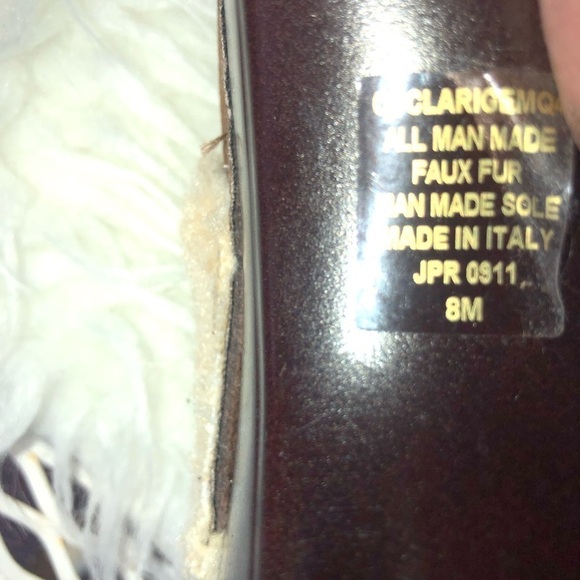 ALL MAN MADE
FAUX FUR
MAN MADE SOLE
MADE IN ITALY
JPR 0911
8M